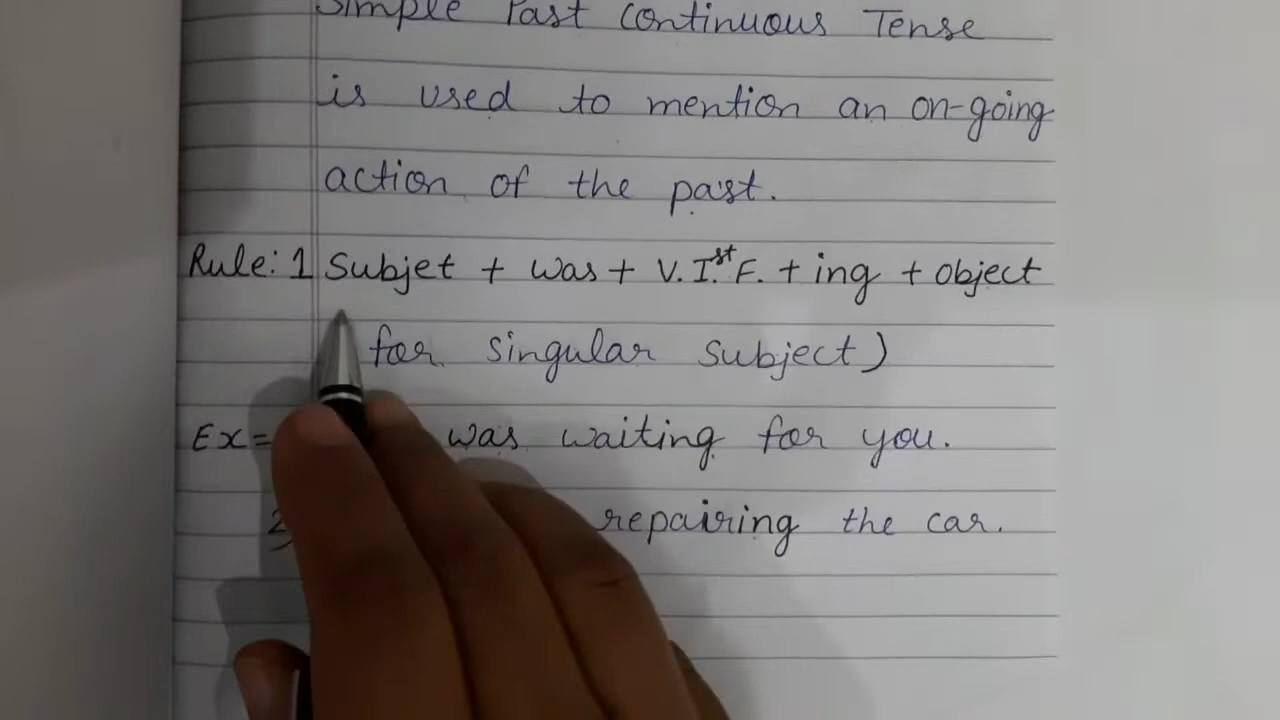 Simple Past Continuous Tense
is used to mention an on-going
action of the past.
Rule: 1 Subjet + was + V. Ist F. + ing + object
for singular subject)
Ex= was waiting for you.
2) repairing the car.